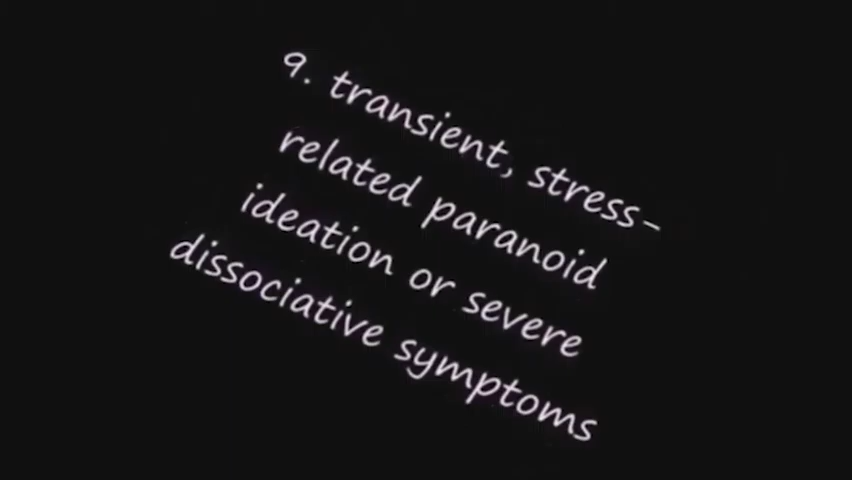 9. transient, stress-
related paranoid
ideation or severe
dissociative symptoms